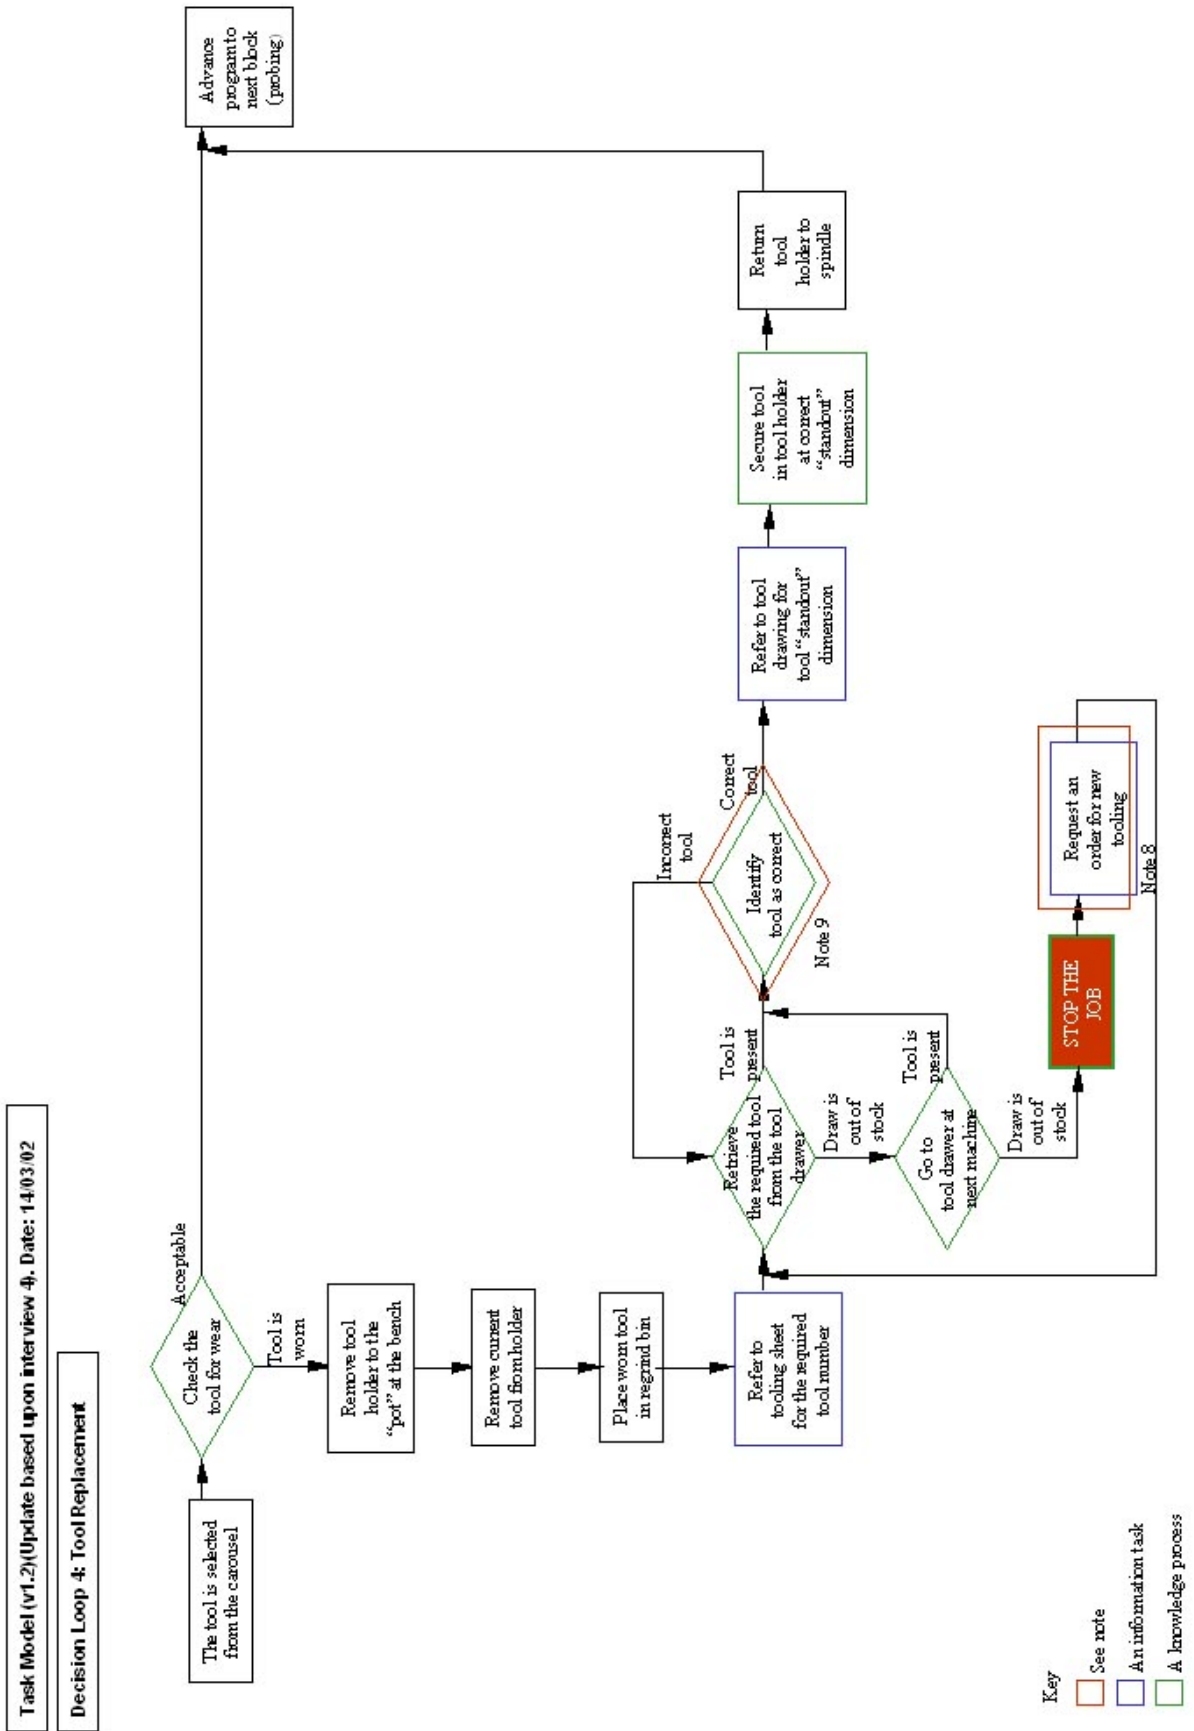 Task Model (v1.2)(Update based upon interview 4). Date: 14/03/02
Decision Loop 4: Tool Replacement
The tool is selected
from the carousel
Check the
tool for wear
Acceptable
Advance
program to
next block
(probing)
Tool is
worn
Remove tool
holder to the
“pot” at the bench
Remove current
tool from holder
Place worn tool
in regrind bin
Refer to
tooling sheet
for the required
tool number
Retrieve
the required tool
from the tool
drawer
Tool is
present
Draw is
out of
stock
Go to
tool drawer at
next machine
Tool is
present
Draw is
out of
stock
STOP THE
JOB
Request an
order for new
tooling
Note 8
Identify
tool as correct
Note 9
Incorrect
tool
Correct
tool
Refer to tool
drawing for
tool “standout”
dimension
Secure tool
in tool holder
at correct
“standout”
dimension
Return
tool
holder to
spindle
Key
See note
An information task
A knowledge process